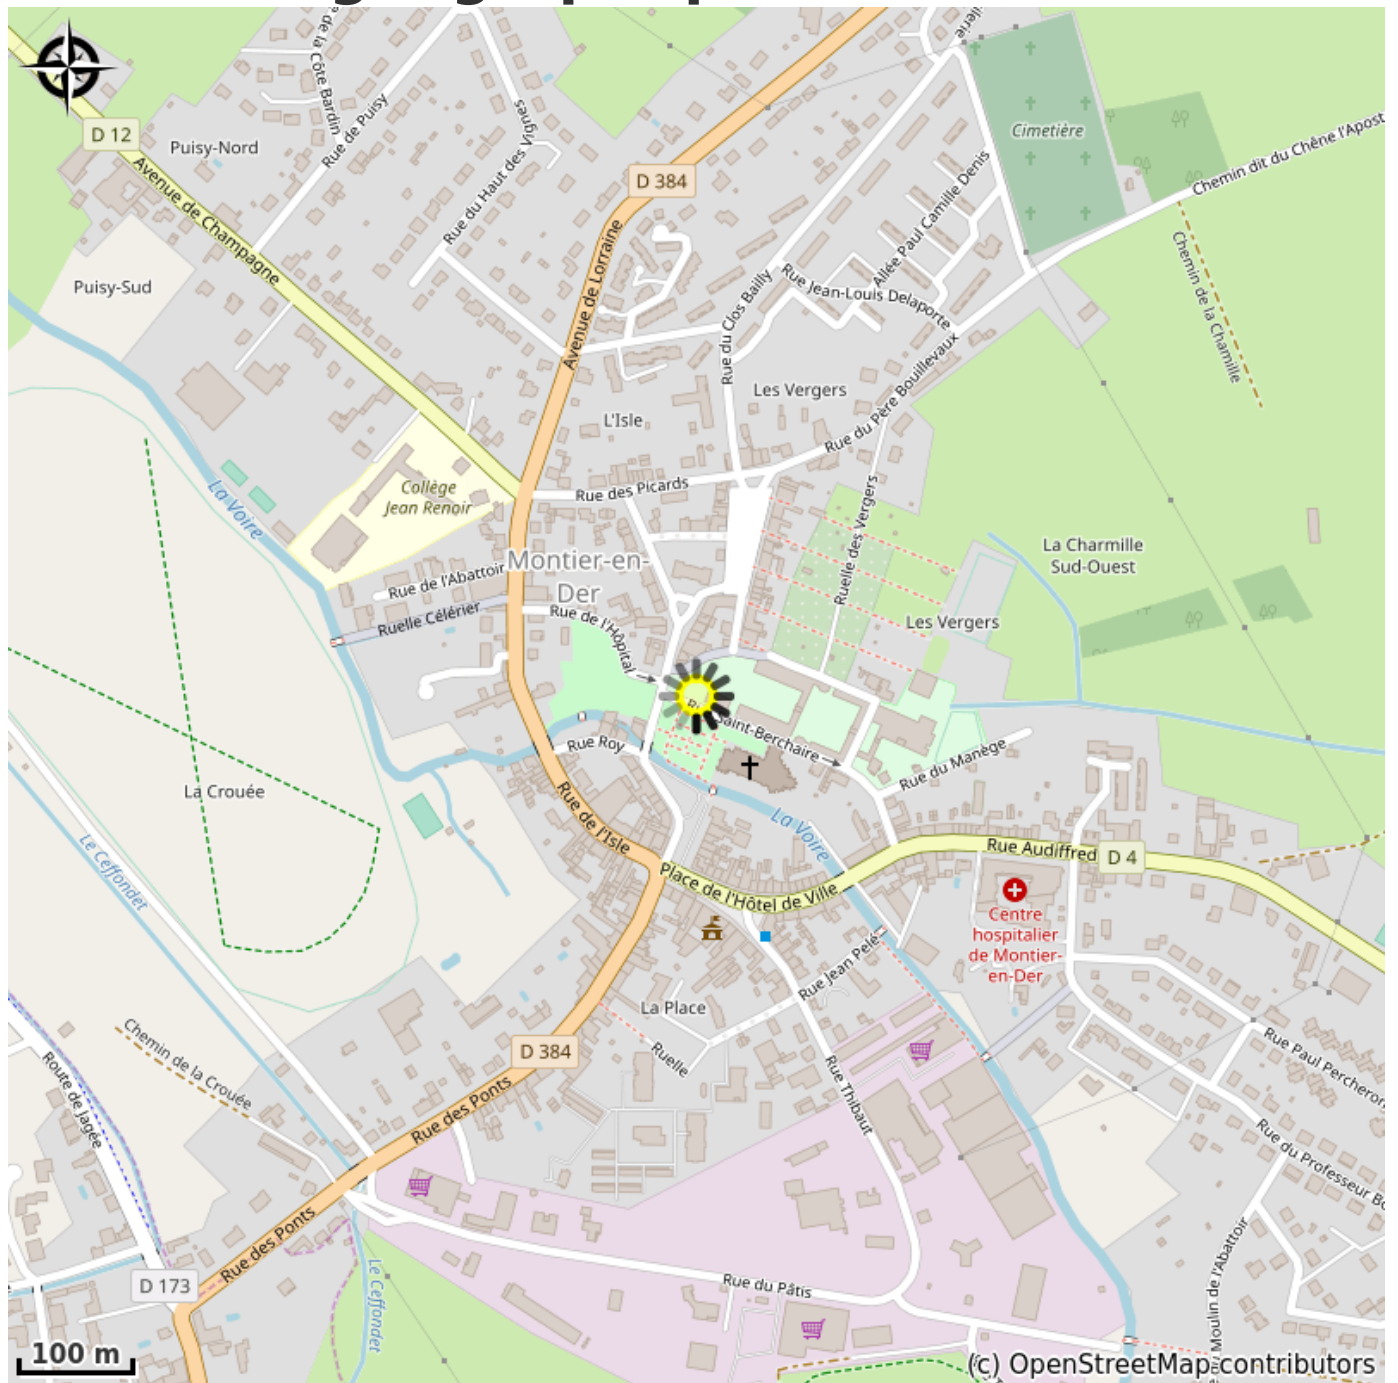 de la Côte Bardin
Rue de Puisy
Puisy-Nord
D 12
Avenue de Champagne
Rue du Haut des Vignes
D 384
Avenue de Lorraine
Cimetière
Chemin dit du Chêne l'Apost
Chemin de la Chamille
Allée Paul Camille Denis
Rue Jean-Louis Delaporte
Rue du Clos Bailly
Puisy-Sud
Les Vergers
L'Isle
Rue du Père Bouillevaux
Rue des Picards
Collège
Jean Renoir
La Voire
Ruelle des Vergers
La Charmille
Sud-Ouest
Montier-en-
Der
Rue de l'Abattoir
Ruelle Célérier
Rue de l'Hôpital
Les Vergers
Saint-Berchaire
Rue Roy
Rue du Manège
La Crouée
Rue de l'Isle
La Voire
Le Ceffondet
Rue Audiffred
D 4
Place de l'Hôtel de Ville
Centre
hospitalier
de Montier-
en-Der
Rue Jean Pelé
La Place
Ruelle
D 384
Chemin de la Crouée
Route de Jagée
Rue des Ponts
Rue Thibaut
Rue Paul Percheron
Rue du Professeur Bo
Rue des Ponts
D 173
Le Ceffondet
Rue du Pâtis
Moulin de l'Abattoir
100 m
(c) OpenStreetMap contributors